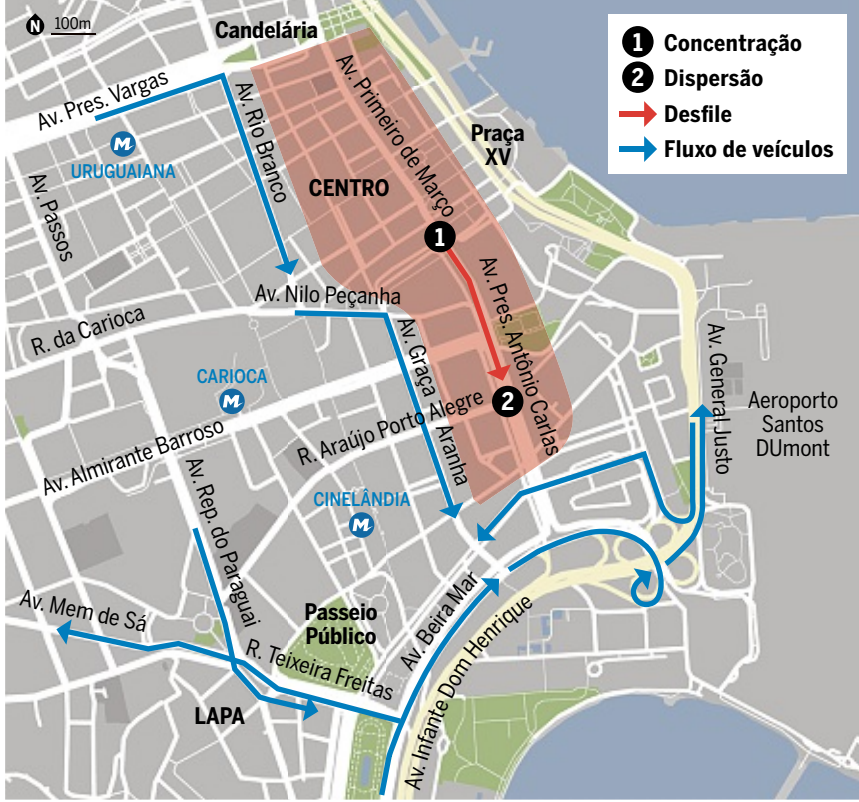 N 100m
Candelária
1 Concentração
2 Dispersão
Desfile
Fluxo de veículos
Av. Pres. Vargas
Av. Rio Branco
Av. Primeiro de Março
Praça
XV
M
URUGUAIANA
CENTRO
Av. Passos
1
Av. Pres. Antônio Carlas
Av. Nilo Peçanha
R. da Carioca
Av. Graça Aranha
Av. General Justo
CARIOCA
M
2
Aeroporto
Santos
DUmont
R. Araújo Porto Alegre
Av. Almirante Barroso
Av. Rep. do Paraguai
CINELÂNDIA
M
Av. Mem de Sá
Passeio
Público
Av. Beira Mar
Av. Infante Dom Henrique
R. Teixeira Freitas
LAPA